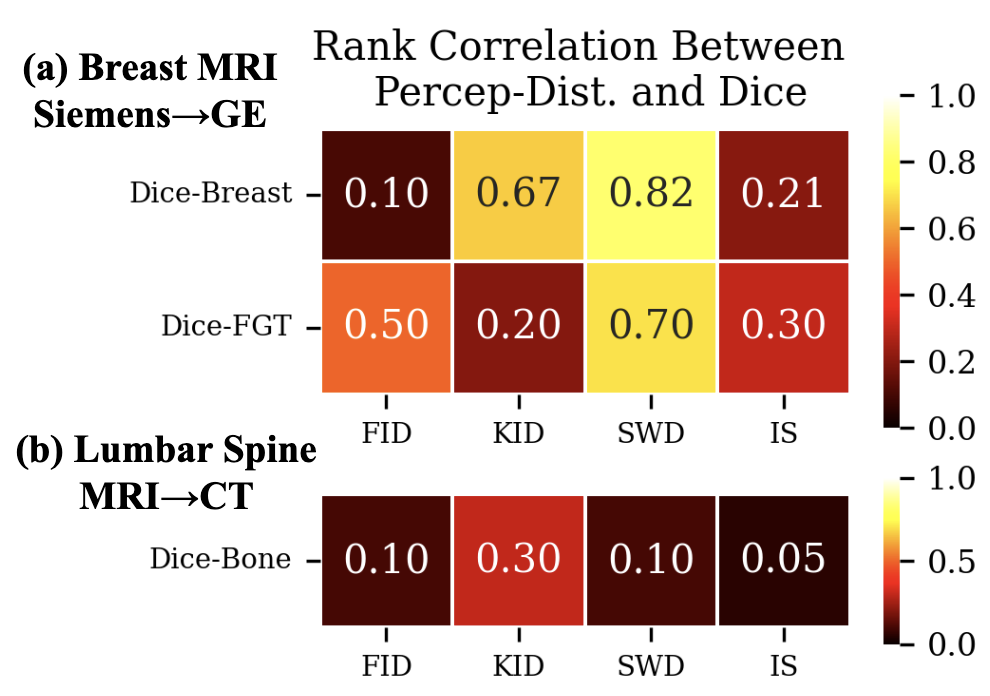 (a) Breast MRI
Siemens→GE
Rank Correlation Between
Percep-Dist. and Dice
Dice-Breast 0.10 0.67 0.82 0.21
Dice-FGT 0.50 0.20 0.70 0.30
FID KID SWD IS
1.0
0.8
0.6
0.4
0.2
0.0
(b) Lumbar Spine
MRI→CT
Dice-Bone 0.10 0.30 0.10 0.05
FID KID SWD IS
1.0
0.5
0.0